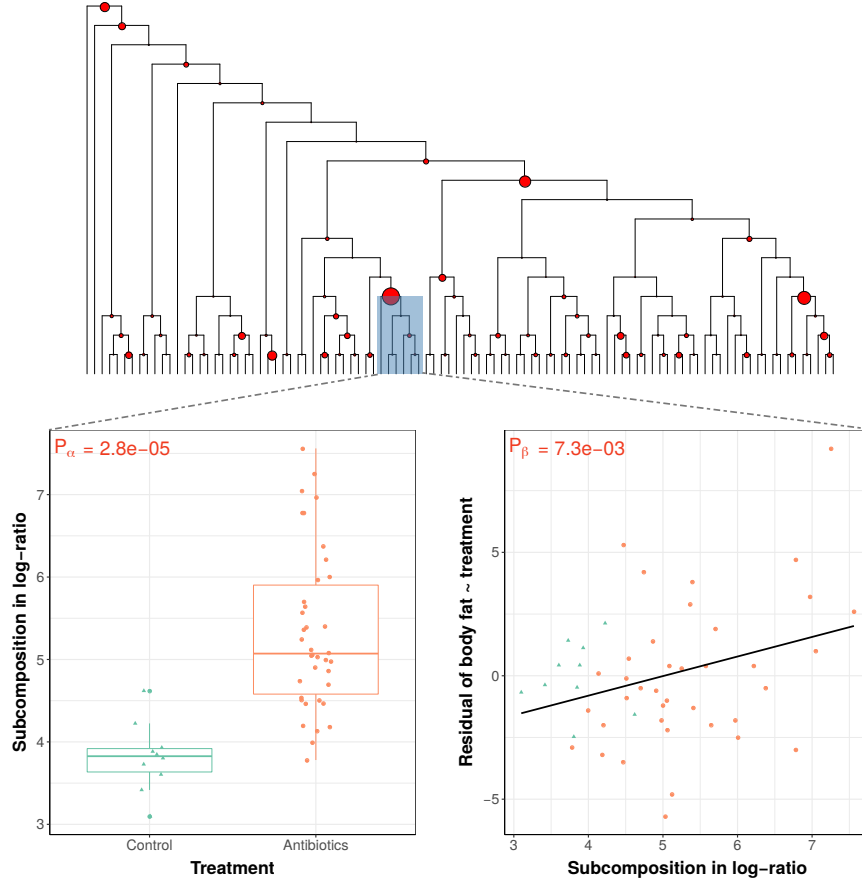 P_α = 2.8e−05
7
6
5
4
3
Subcomposition in log−ratio
Control
Antibiotics
Treatment
P_β = 7.3e−03
5
0
−5
Residual of body fat ~ treatment
3
4
5
6
7
Subcomposition in log−ratio